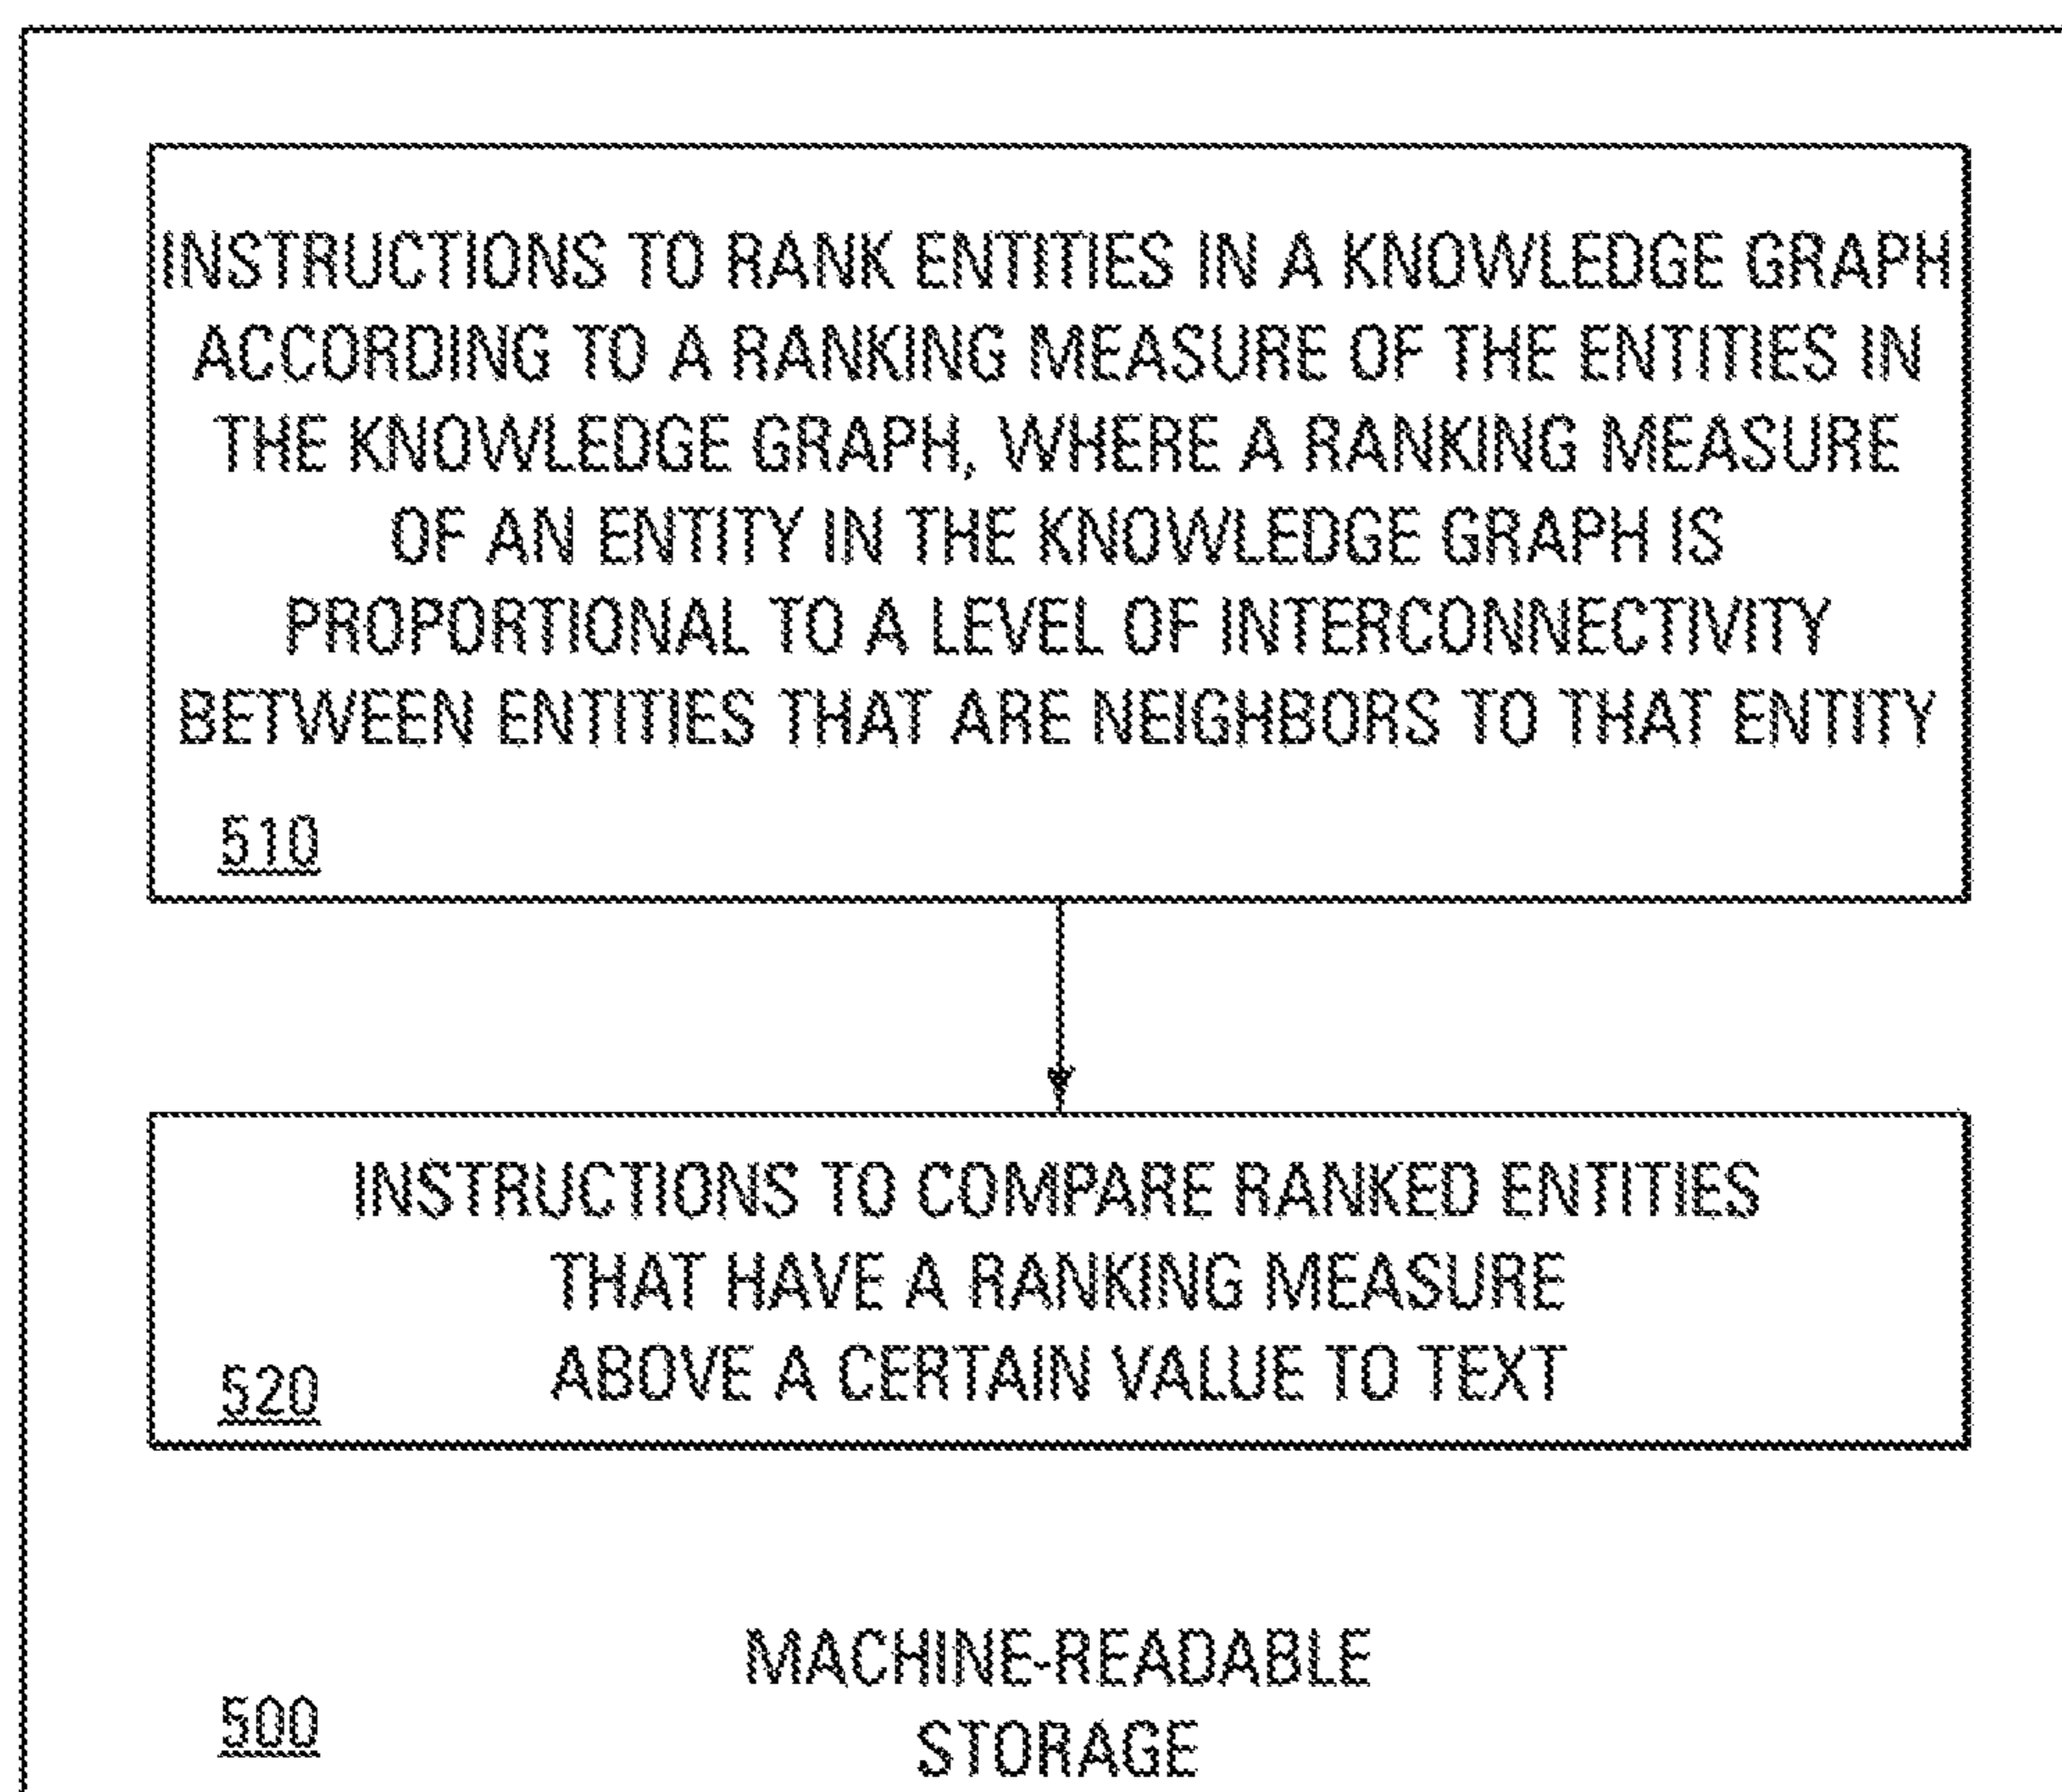 INSTRUCTIONS TO RANK ENTITIES IN A KNOWLEDGE GRAPH
ACCORDING TO A RANKING MEASURE OF THE ENTITIES IN
THE KNOWLEDGE GRAPH, WHERE A RANKING MEASURE
OF AN ENTITY IN THE KNOWLEDGE GRAPH IS
PROPORTIONAL TO A LEVEL OF INTERCONNECTIVITY
BETWEEN ENTITIES THAT ARE NEIGHBORS TO THAT ENTITY
510
INSTRUCTIONS TO COMPARE RANKED ENTITIES
THAT HAVE A RANKING MEASURE
ABOVE A CERTAIN VALUE TO TEXT
520
MACHINE-READABLE
STORAGE
500